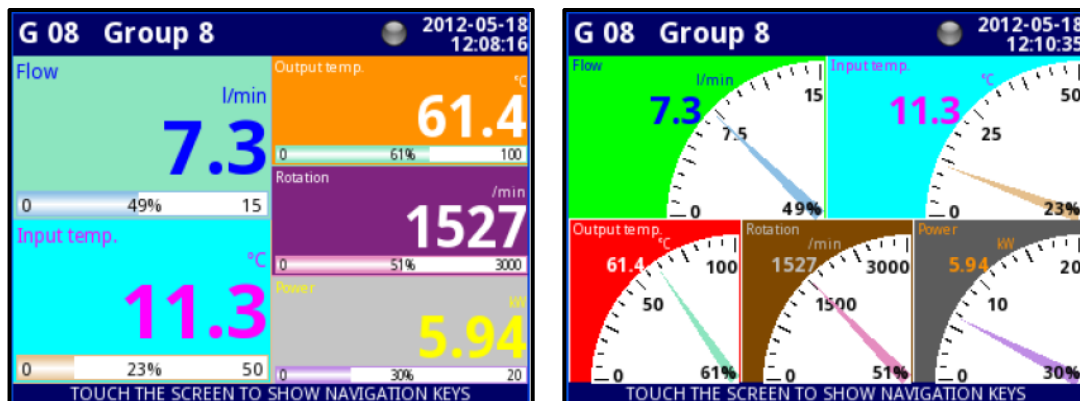 G 08 Group 8
2012-05-18
12:08:16
Flow
l/min
7.3
0 49% 15
Input temp.
°C
11.3
0 23% 50
Output temp.
°C
61.4
0 61% 100
Rotation
/min
1527
0 51% 3000
Power
kW
5.94
0 30% 20
TOUCH THE SCREEN TO SHOW NAVIGATION KEYS
G 08 Group 8
2012-05-18
12:10:35
Flow
l/min
7.3
15
7.5
0
49%
Input temp.
°C
11.3
50
25
0
23%
Output temp.
°C
61.4
100
50
0
61%
Rotation
/min
1527
3000
1500
0
51%
Power
kW
5.94
20
10
0
30%
TOUCH THE SCREEN TO SHOW NAVIGATION KEYS